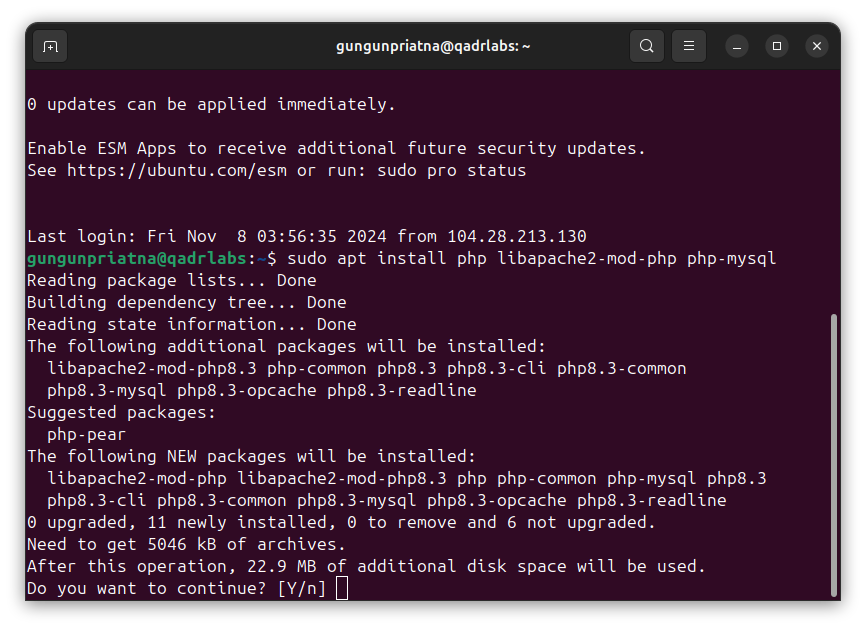 gungunpriatna@qadrlabs: ~
0 updates can be applied immediately.
Enable ESM Apps to receive additional future security updates.
See https://ubuntu.com/esm or run: sudo pro status
Last login: Fri Nov  8 03:56:35 2024 from 104.28.213.130
gungunpriatna@qadrlabs:~$ sudo apt install php libapache2-mod-php php-mysql
Reading package lists... Done
Building dependency tree... Done
Reading state information... Done
The following additional packages will be installed:
  libapache2-mod-php8.3 php-common php8.3 php8.3-cli php8.3-common
  php8.3-mysql php8.3-opcache php8.3-readline
Suggested packages:
  php-pear
The following NEW packages will be installed:
  libapache2-mod-php libapache2-mod-php8.3 php php-common php-mysql php8.3
  php8.3-cli php8.3-common php8.3-mysql php8.3-opcache php8.3-readline
0 upgraded, 11 newly installed, 0 to remove and 6 not upgraded.
Need to get 5046 kB of archives.
After this operation, 22.9 MB of additional disk space will be used.
Do you want to continue? [Y/n]